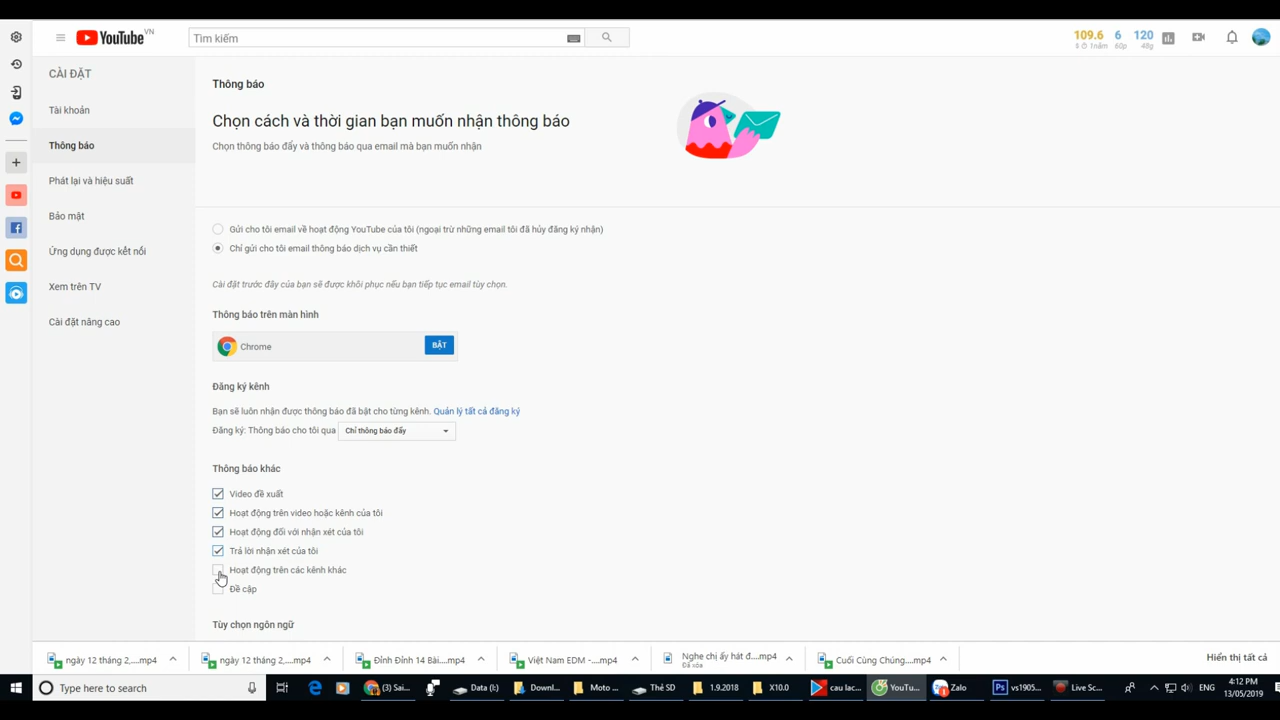 YouTube VN
Tìm kiếm
109.6 6 120
$ ⏱ 1năm 60p 48g
CÀI ĐẶT
Tài khoản
Thông báo
Phát lại và hiệu suất
Bảo mật
Ứng dụng được kết nối
Xem trên TV
Cài đặt nâng cao
Thông báo
Chọn cách và thời gian bạn muốn nhận thông báo
Chọn thông báo đẩy và thông báo qua email mà bạn muốn nhận
Gửi cho tôi email về hoạt động YouTube của tôi (ngoại trừ những email tôi đã hủy đăng ký nhận)
Chỉ gửi cho tôi email thông báo dịch vụ cần thiết
Cài đặt trước đây của bạn sẽ được khôi phục nếu bạn tiếp tục email tùy chọn.
Thông báo trên màn hình
Chrome BẬT
Đăng ký kênh
Bạn sẽ luôn nhận được thông báo đã bật cho từng kênh. Quản lý tất cả đăng ký
Đăng ký: Thông báo cho tôi qua Chỉ thông báo đẩy
Thông báo khác
Video đề xuất
Hoạt động trên video hoặc kênh của tôi
Hoạt động đối với nhận xét của tôi
Trả lời nhận xét của tôi
Hoạt động trên các kênh khác
Đề cập
Tùy chọn ngôn ngữ
ngày 12 tháng 2,....mp4 ngày 12 tháng 2,....mp4 Đỉnh Đỉnh 14 Bài....mp4 Việt Nam EDM -....mp4 Nghe chị ấy hát đ....mp4 Cuối Cùng Chúng....mp4 Hiển thị tất cả
Đã xóa
Type here to search (3) Sai... Data (I:) Downl... Moto ... Thẻ SD 1.9.2018 X10.0 cau lac... YouTu... Zalo vs1905... Live Sc... ENG 4:12 PM
13/05/2019